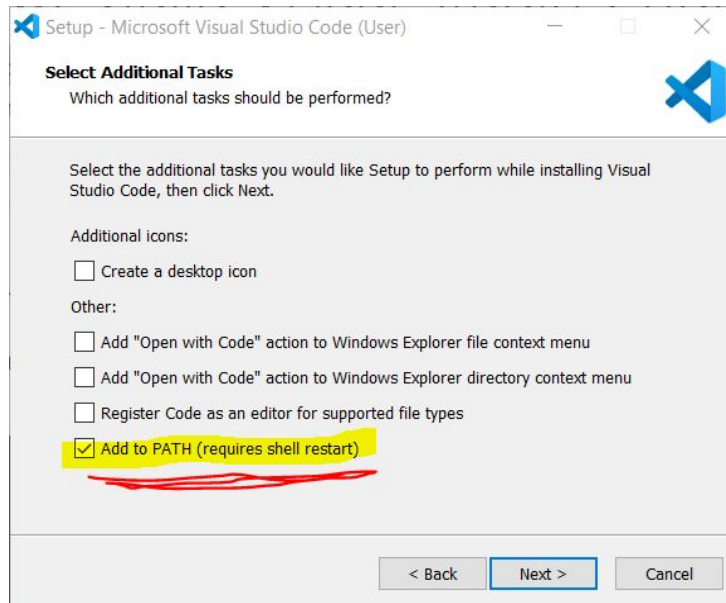 Setup - Microsoft Visual Studio Code (User)
Select Additional Tasks
Which additional tasks should be performed?
Select the additional tasks you would like Setup to perform while installing Visual
Studio Code, then click Next.
Additional icons:
Create a desktop icon
Other:
Add "Open with Code" action to Windows Explorer file context menu
Add "Open with Code" action to Windows Explorer directory context menu
Register Code as an editor for supported file types
Add to PATH (requires shell restart)
< Back Next > Cancel